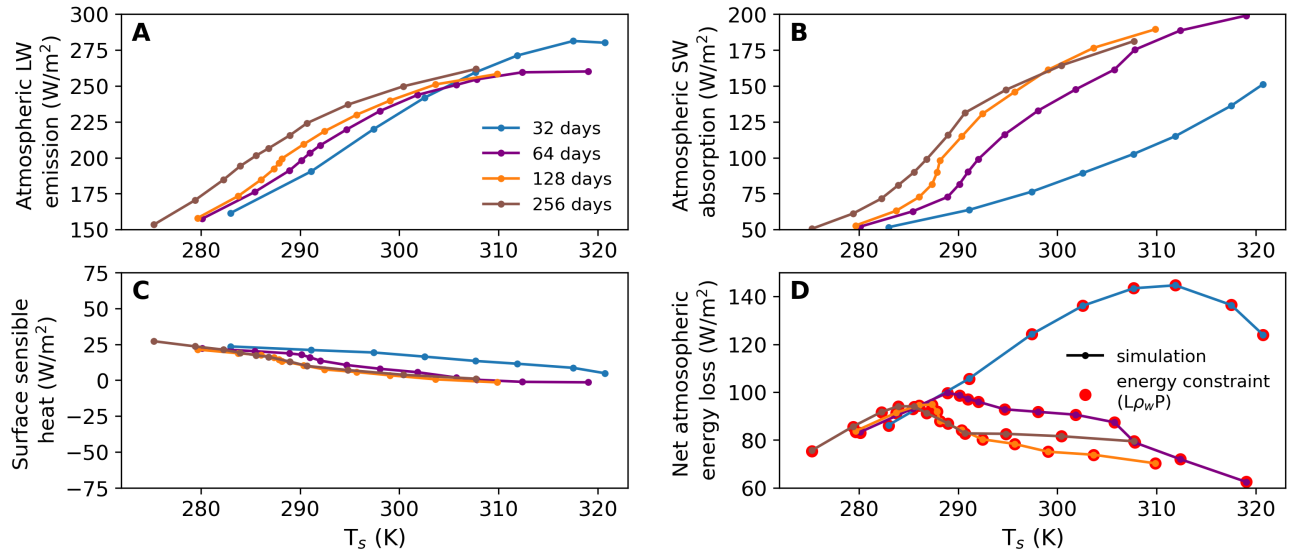 A
Atmospheric LW
emission (W/m²)
300
275
250
225
200
175
150
280
290
300
310
320
32 days
64 days
128 days
256 days
B
Atmospheric SW
absorption (W/m²)
200
175
150
125
100
75
50
280
290
300
310
320
C
Surface sensible
heat (W/m²)
75
50
25
0
−25
−50
−75
280
290
300
310
320
Tₛ (K)
D
Net atmosopheric
energy loss (W/m²)
140
120
100
80
60
280
290
300
310
320
Tₛ (K)
simulation
energy constraint
(Lρ_wP)